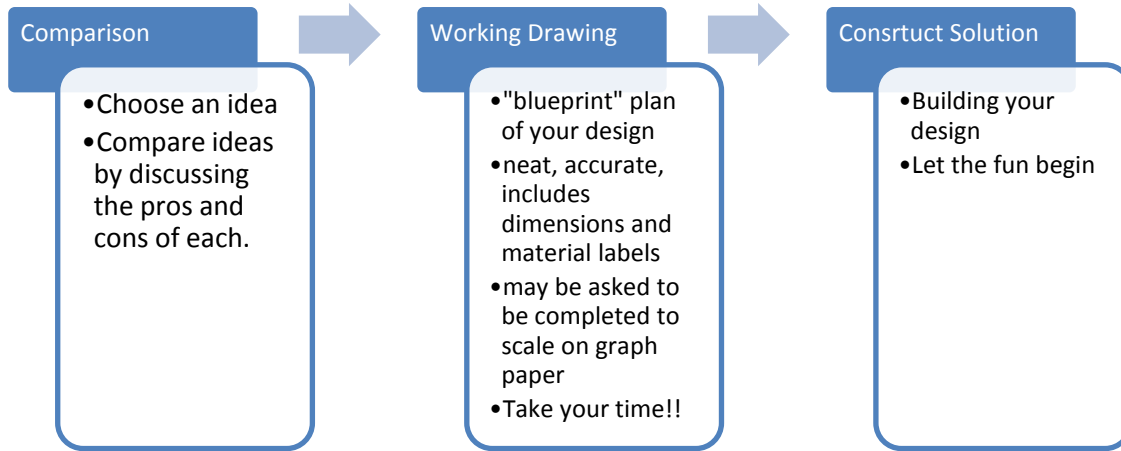 Comparison
•Choose an idea
•Compare ideas
by discussing
the pros and
cons of each.
Working Drawing
•"blueprint" plan
of your design
•neat, accurate,
includes
dimensions and
material labels
•may be asked to
be completed to
scale on graph
paper
•Take your time!!
Consrtuct Solution
•Building your
design
•Let the fun begin